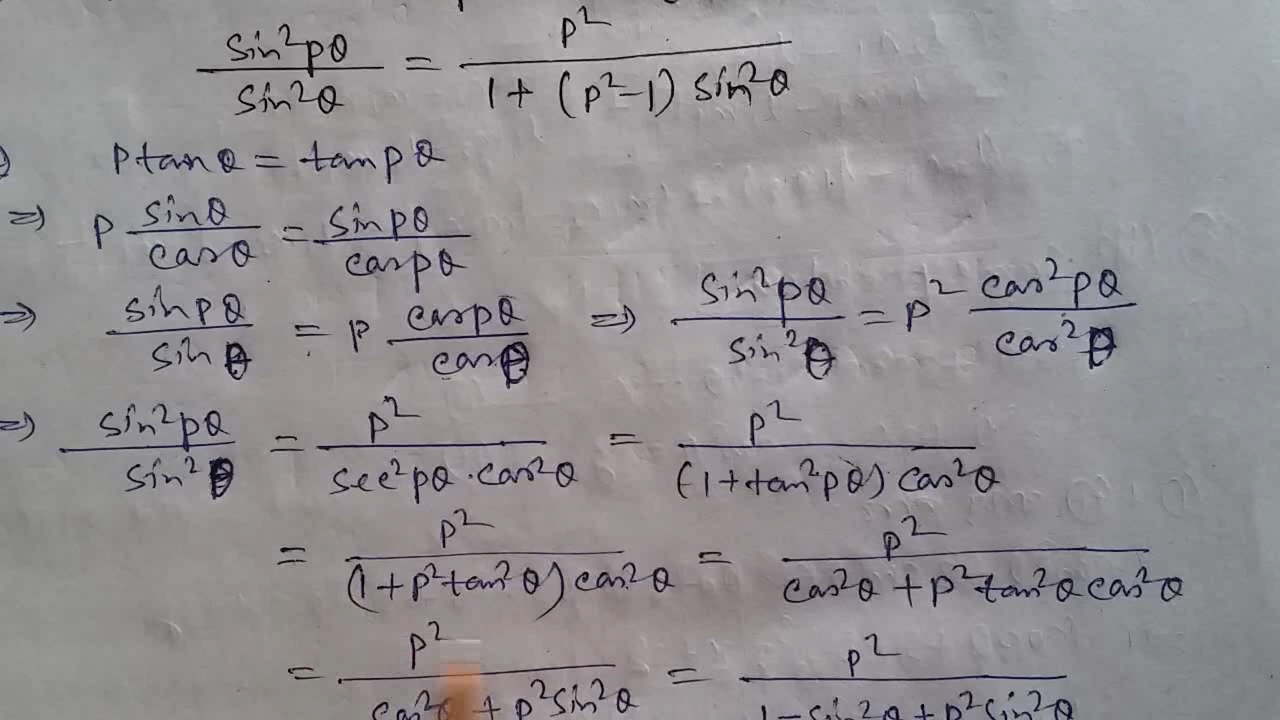 sin²pθ / sin²θ = p² / 1 + (p²-1) sin²θ
p tanθ = tan pθ
⇒ p sinθ / cosθ = sin pθ / cos pθ
⇒ sin pθ / sin θ = p cos pθ / cos θ ⇒ sin²pθ / sin²θ = p² cos²pθ / cos²θ
⇒ sin²pθ / sin²θ = p² / sec²pθ · cos²θ = p² / (1+tan²pθ) cos²θ
= p² / (1+p²tan²θ) cos²θ = p² / cos²θ + p²tan²θ cos²θ
= p² / cos²θ + p²sin²θ = p² / 1 - sin²θ + p²sin²θ